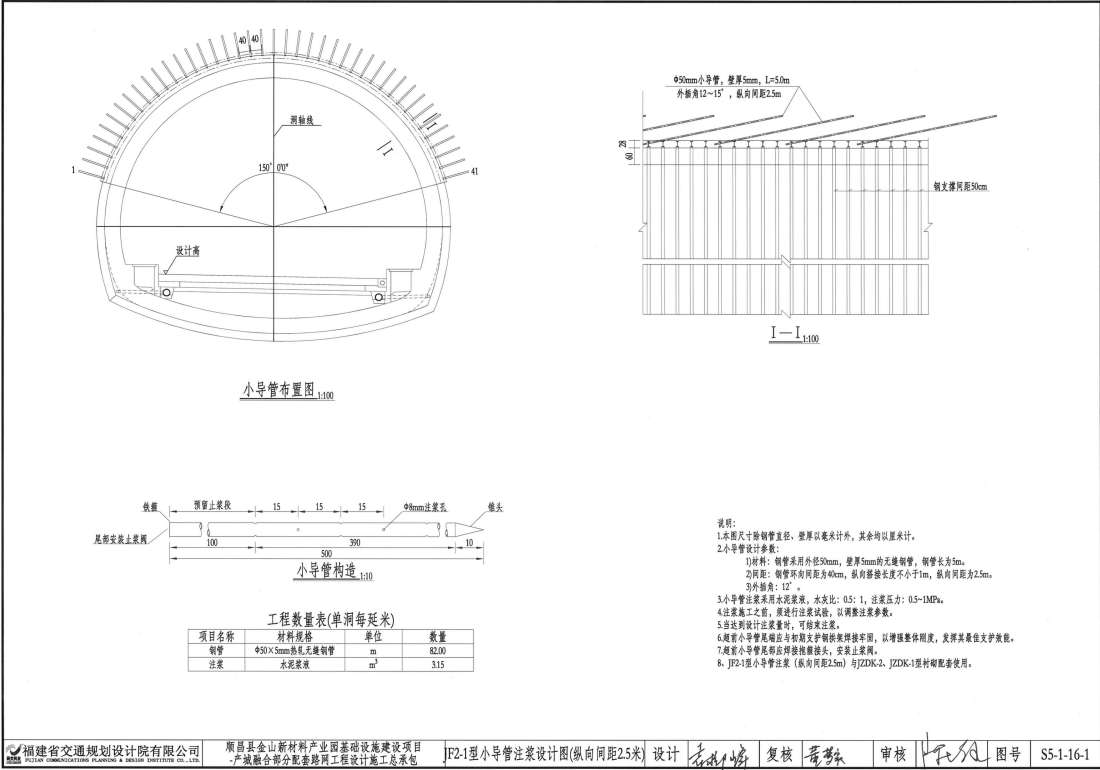 40 40
洞轴线
1
150° 0'0"
41
设计高
I
I
小导管布置图 1:100
Φ50mm小导管，壁厚5mm，L=5.0m
外插角12～15°，纵向间距2.5m
28
60
钢支撑间距50cm
I—I 1:100
铁箍
预留止浆段
15
15
15
Φ8mm注浆孔
锥头
尾部安装止浆阀
100
390
10
500
小导管构造 1:10
工程数量表(单洞每延米)
项目名称 材料规格 单位 数量
钢管 Φ50×5mm热轧无缝钢管 m 82.00
注浆 水泥浆液 m³ 3.15
说明：
1.本图尺寸除钢管直径、壁厚以毫米计外，其余均以厘米计。
2.小导管设计参数：
1)材料：钢管采用外径50mm，壁厚5mm的无缝钢管，钢管长为5m。
2)间距：钢管环向间距为40cm，纵向搭接长度不小于1m，纵向间距为2.5m。
3)外插角：12°。
3.小导管注浆采用水泥浆液，水灰比：0.5：1，注浆压力：0.5~1MPa。
4.注浆施工之前，须进行注浆试验，以调整注浆参数。
5.当达到设计注浆量时，可结束注浆。
6.超前小导管尾端应与初期支护钢拱架焊接牢固，以增强整体刚度，发挥其最佳支护效能。
7.超前小导管尾部应焊接抱箍接头，安装止浆阀。
8、JF2-1型小导管注浆（纵向间距2.5m）与JZDK-2、JZDK-1型衬砌配套使用。
福建省交通规划设计院有限公司
FUJIAN COMMUNICATIONS PLANNING & DESIGN INSTITUTE CO., LTD.
顺昌县金山新材料产业园基础设施建设项目
-产城融合部分配套路网工程设计施工总承包
JF2-1型小导管注浆设计图(纵向间距2.5米)
设计
复核
审核
图号
S5-1-16-1